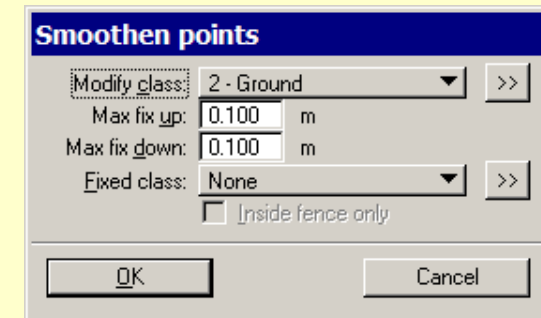 Smoothen points
Modify class: 2 - Ground >>
Max fix up: 0.100 m
Max fix down: 0.100 m
Fixed class: None >>
Inside fence only
OK Cancel